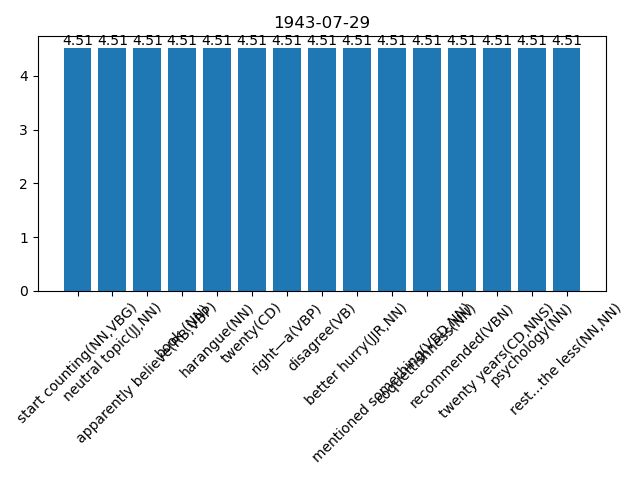 1943-07-29
4.51 4.51 4.51 4.51 4.51 4.51 4.51 4.51 4.51 4.51 4.51 4.51 4.51 4.51 4.51
4
3
2
1
0
start counting(NN,VBG)
neutral topic(JJ,NN)
apparently believe(RB,VBP)
book(NN)
harangue(NN)
twenty(CD)
right—a(VBP)
disagree(VB)
better hurry(JJR,NN)
mentioned something(VBD,NN)
coquettishness(NN)
recommended(VBN)
twenty years(CD,NNS)
psychology(NN)
rest...the less(NN,NN)